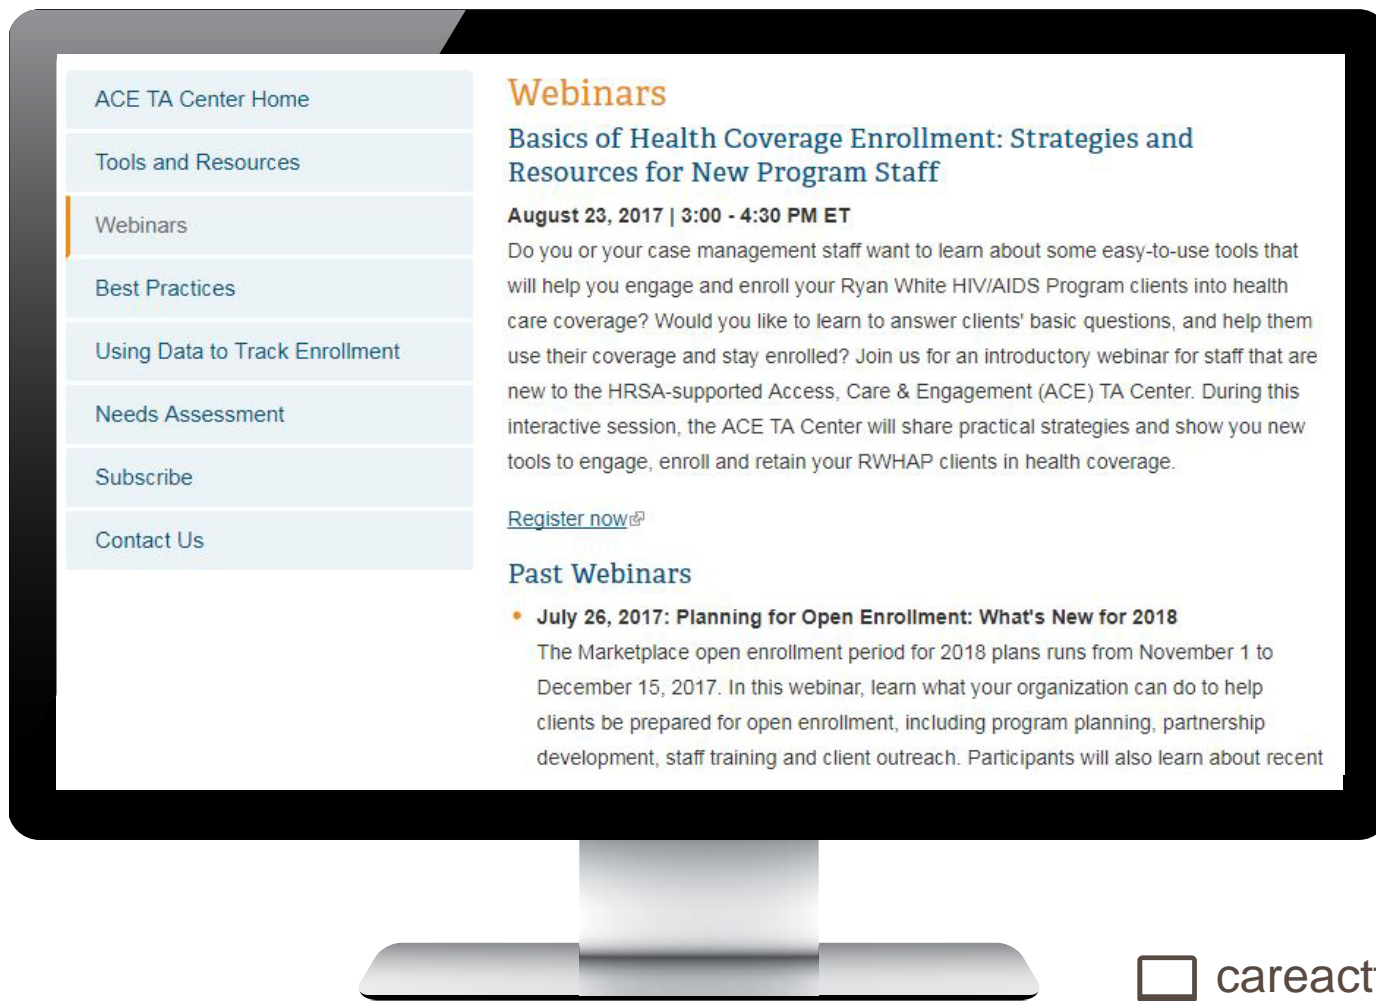 ACE TA Center Home
Tools and Resources
Webinars
Best Practices
Using Data to Track Enrollment
Needs Assessment
Subscribe
Contact Us
Webinars
Basics of Health Coverage Enrollment: Strategies and
Resources for New Program Staff
August 23, 2017 | 3:00 - 4:30 PM ET
Do you or your case management staff want to learn about some easy-to-use tools that
will help you engage and enroll your Ryan White HIV/AIDS Program clients into health
care coverage? Would you like to learn to answer clients' basic questions, and help them
use their coverage and stay enrolled? Join us for an introductory webinar for staff that are
new to the HRSA-supported Access, Care & Engagement (ACE) TA Center. During this
interactive session, the ACE TA Center will share practical strategies and show you new
tools to engage, enroll and retain your RWHAP clients in health coverage.
Register now
Past Webinars
• July 26, 2017: Planning for Open Enrollment: What's New for 2018
The Marketplace open enrollment period for 2018 plans runs from November 1 to
December 15, 2017. In this webinar, learn what your organization can do to help
clients be prepared for open enrollment, including program planning, partnership
development, staff training and client outreach. Participants will also learn about recent
careact